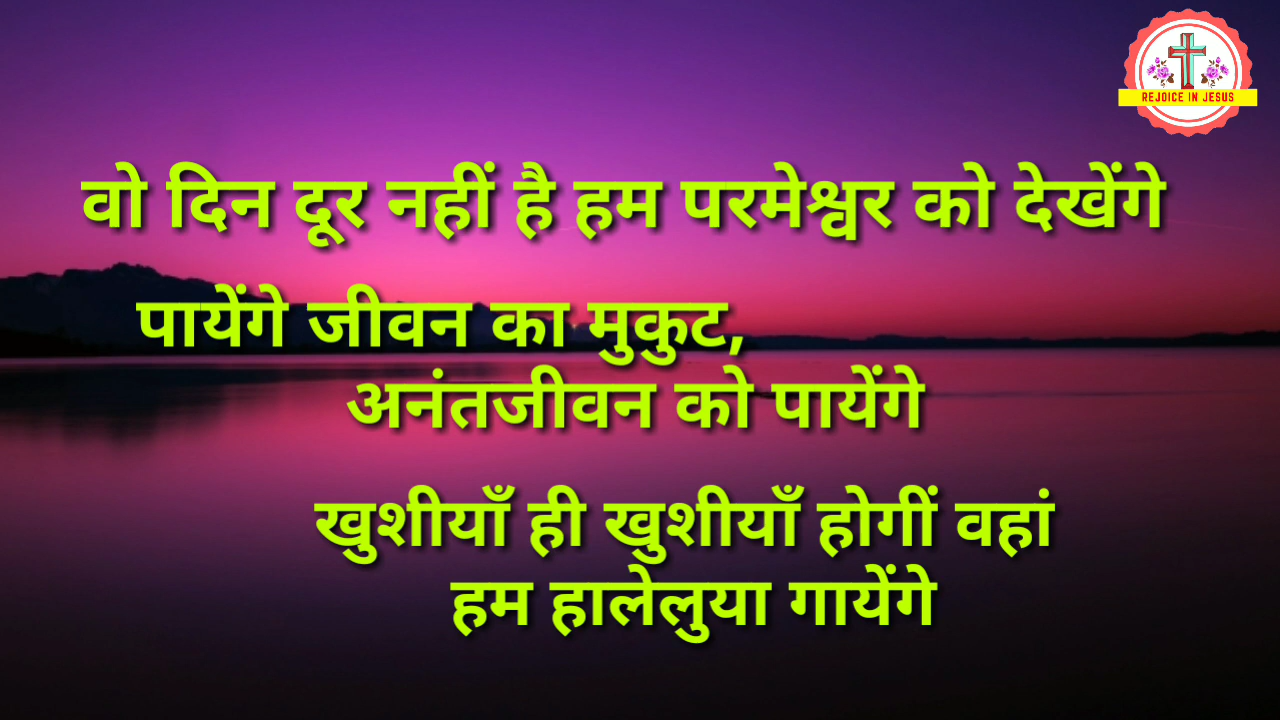 REJOICE IN JESUS
वो दिन दूर नहीं है हम परमेश्वर को देखेंगे
पायेंगे जीवन का मुकुट,
अनंतजीवन को पायेंगे
खुशीयाँ ही खुशीयाँ होगीं वहां
हम हालेलुया गायेंगे